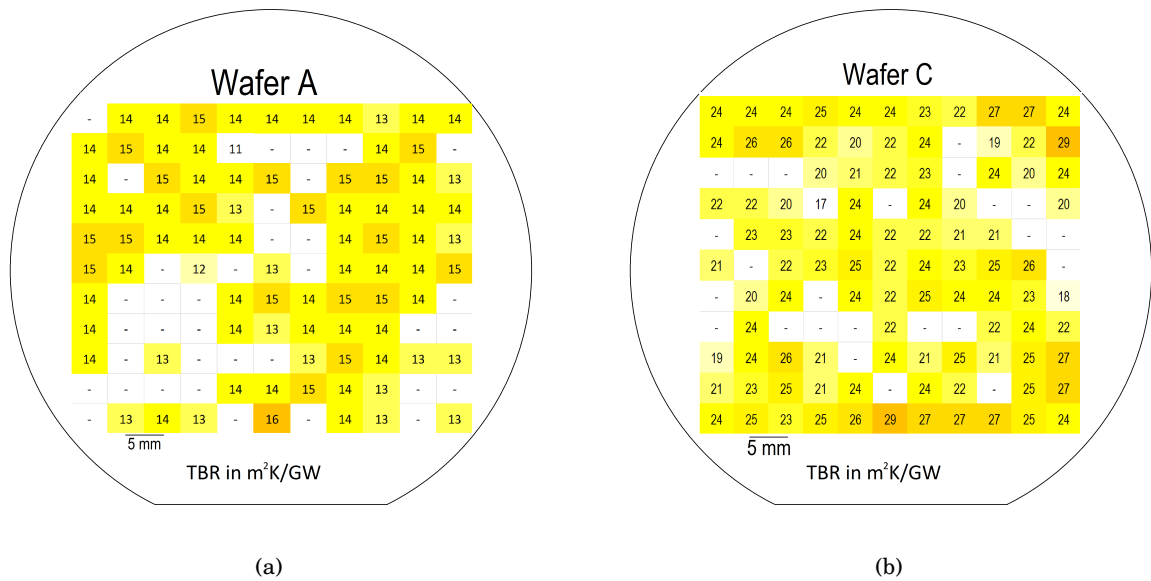 Wafer A
- 14 14 15 14 14 14 14 13 14 14
14 15 14 14 11 - - - 14 15 -
14 - 15 14 14 15 - 15 15 14 13
14 14 14 15 13 - 15 14 14 14 14
15 15 14 14 14 - - 14 15 14 13
15 14 - 12 - 13 - 14 14 14 15
14 - - - 14 15 14 15 15 14 -
14 - - - 14 13 14 14 14 - -
14 - 13 - - - 13 15 14 13 13
- - - - 14 14 15 14 13 - -
- 13 14 13 - 16 - 14 13 - 13
5 mm
TBR in m²K/GW
(a)
Wafer C
24 24 24 25 24 24 23 22 27 27 24
24 26 26 22 20 22 24 - 19 22 29
- - - 20 21 22 23 - 24 20 24
22 22 20 17 24 - 24 20 - - 20
- 23 23 22 24 22 22 21 21 - -
21 - 22 23 25 22 24 23 25 26 -
- 20 24 - 24 22 25 24 24 23 18
- 24 - - - 22 - - 22 24 22
19 24 26 21 - 24 21 25 21 25 27
21 23 25 21 24 - 24 22 - 25 27
24 25 23 25 26 29 27 27 27 25 24
5 mm
TBR in m²K/GW
(b)